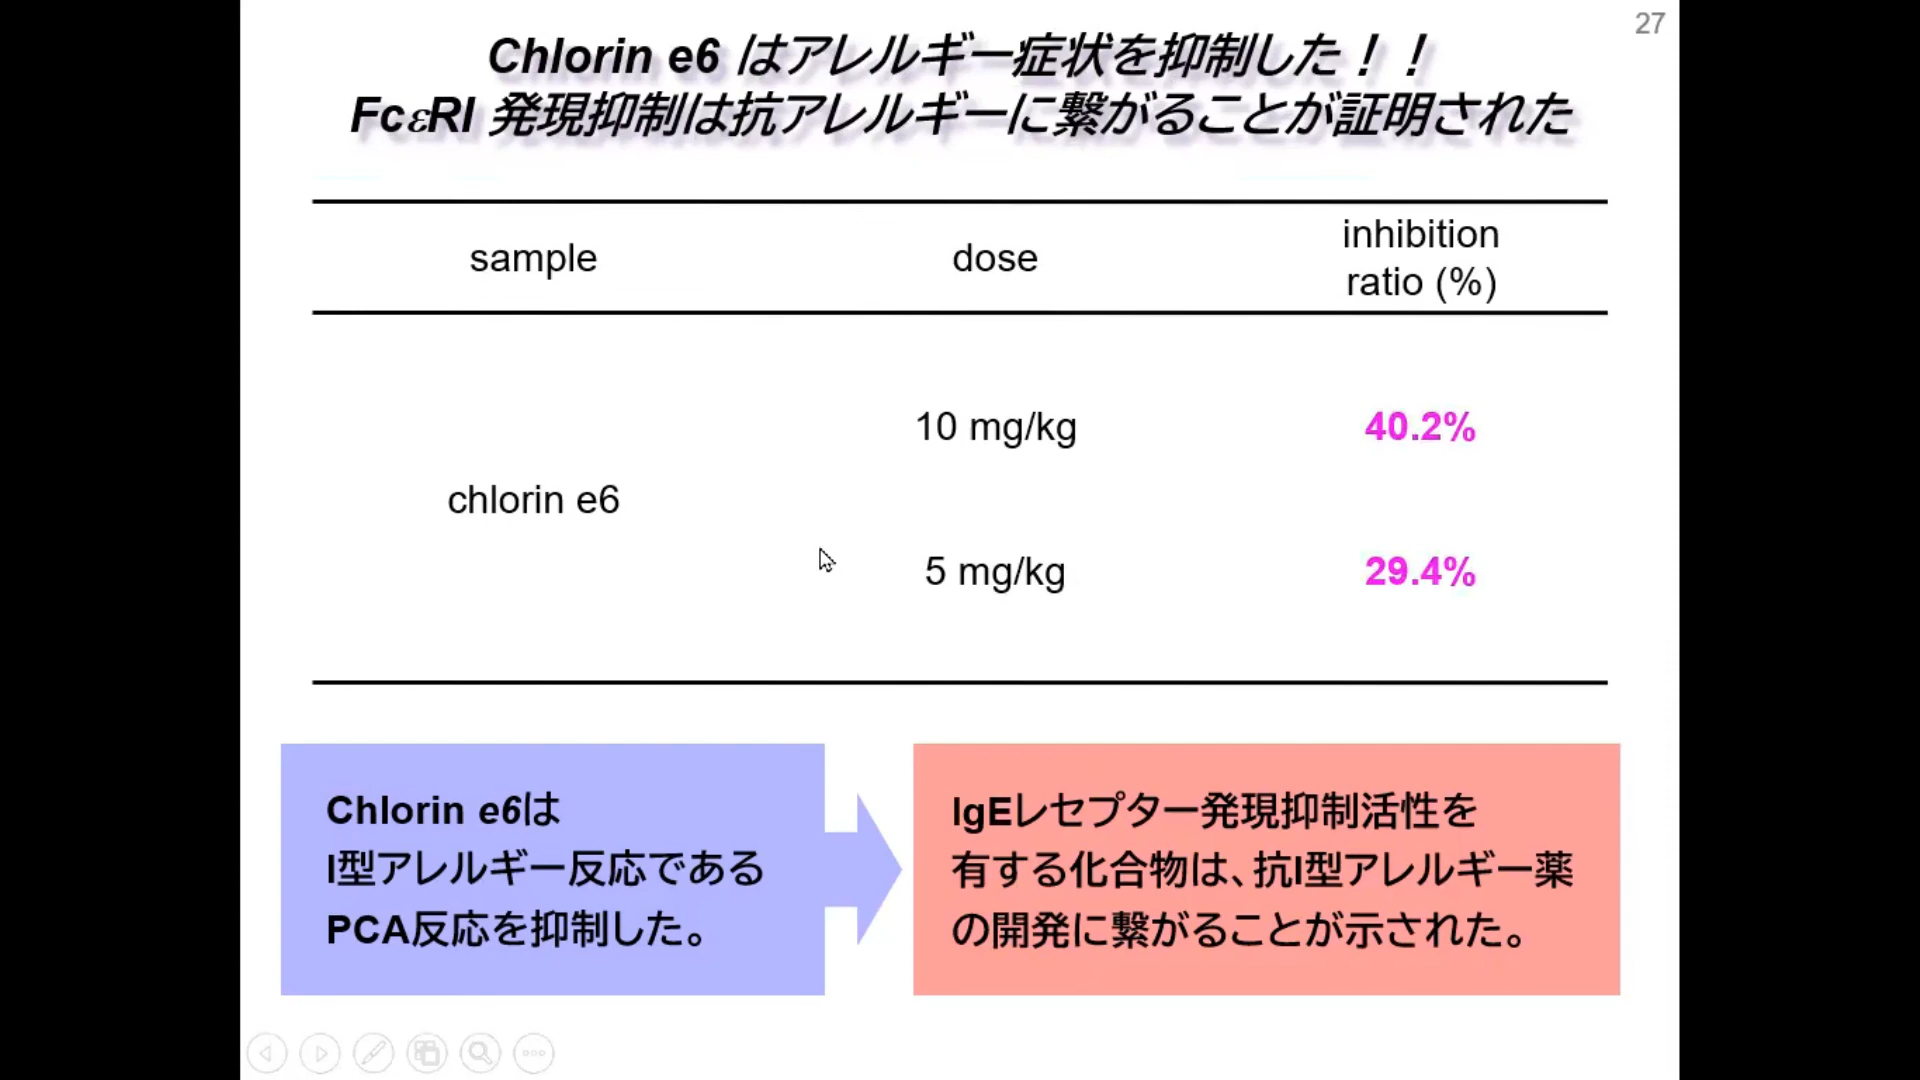 27
Chlorin e6 はアレルギー症状を抑制した！！
FcεRI 発現抑制は抗アレルギーに繋がることが証明された
sample dose inhibition ratio (%)
10 mg/kg 40.2%
chlorin e6
5 mg/kg 29.4%
Chlorin e6は
I型アレルギー反応である
PCA反応を抑制した。
IgEレセプター発現抑制活性を
有する化合物は、抗I型アレルギー薬
の開発に繋がることが示された。